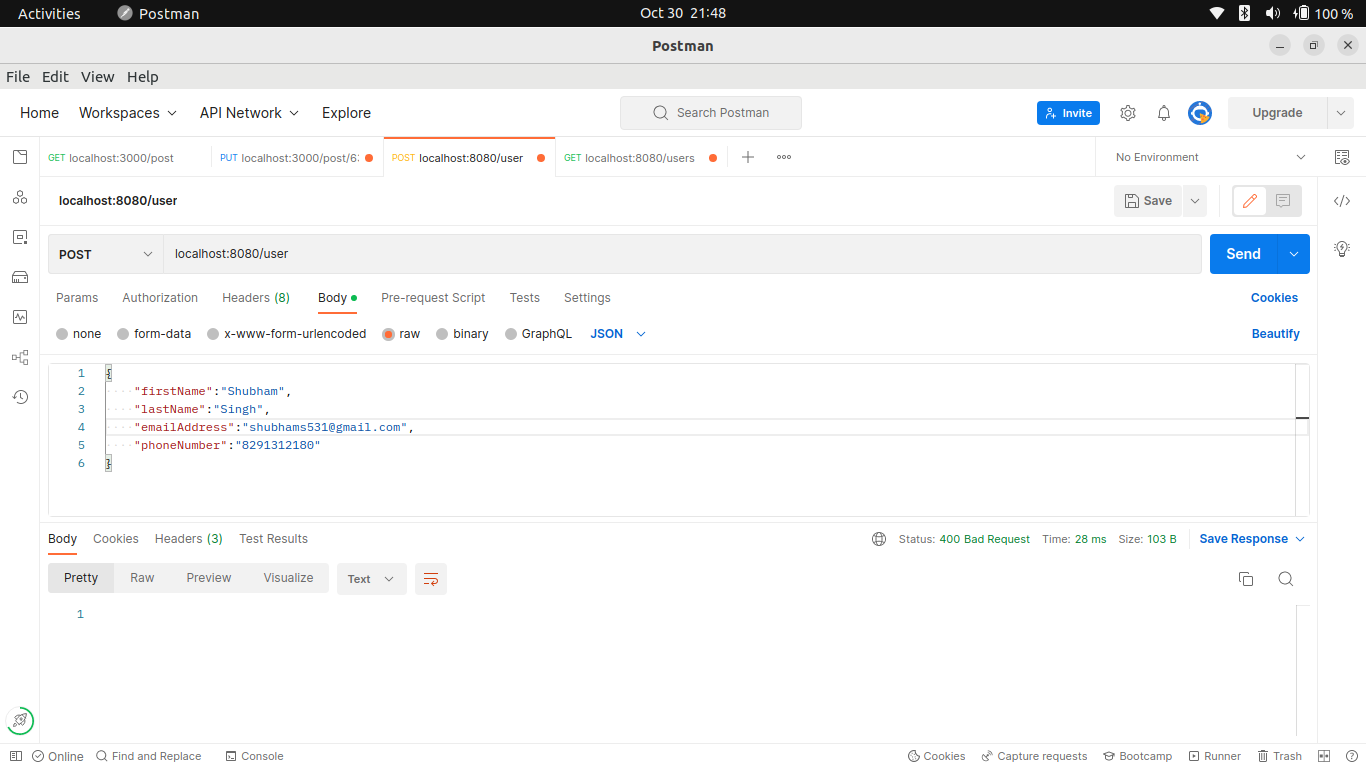 Activities Postman Oct 30 21:48 100 %
Postman
File Edit View Help
Home Workspaces API Network Explore Search Postman Invite Upgrade
GET localhost:3000/post PUT localhost:3000/post/6: POST localhost:8080/user GET localhost:8080/users No Environment
localhost:8080/user Save
POST localhost:8080/user Send
Params Authorization Headers (8) Body Pre-request Script Tests Settings Cookies
none form-data x-www-form-urlencoded raw binary GraphQL JSON Beautify
1 {
2 "firstName":"Shubham",
3 "lastName":"Singh",
4 "emailAddress":"shubhams531@gmail.com",
5 "phoneNumber":"8291312180"
6 }
Body Cookies Headers (3) Test Results Status: 400 Bad Request Time: 28 ms Size: 103 B Save Response
Pretty Raw Preview Visualize Text
1
Online Find and Replace Console Cookies Capture requests Bootcamp Runner Trash